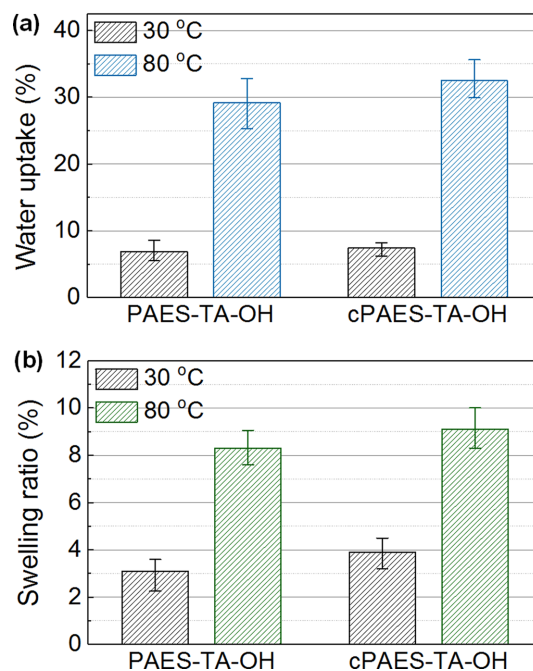 (a)
40
30
20
10
0
Water uptake (%)
30 °C
80 °C
PAES-TA-OH cPAES-TA-OH
(b)
12
10
8
6
4
2
0
Swelling ratio (%)
30 °C
80 °C
PAES-TA-OH cPAES-TA-OH